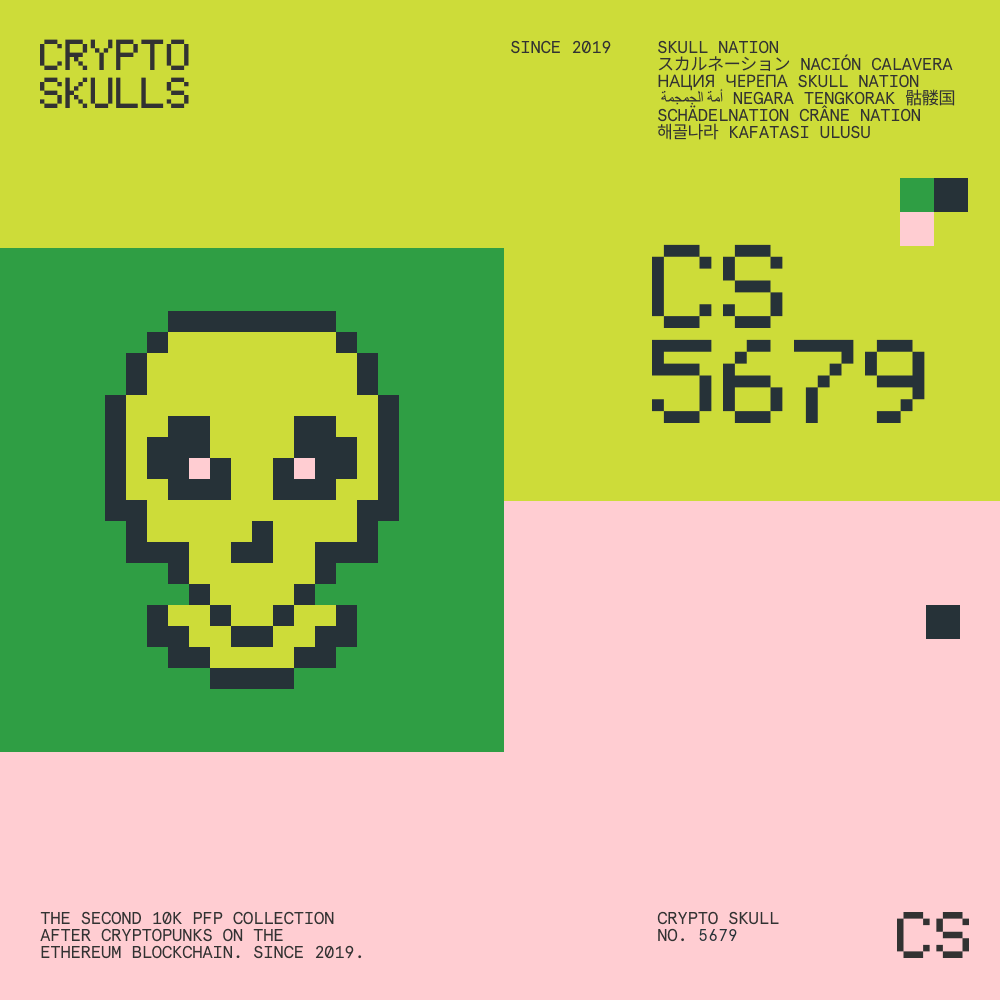 CRYPTO
SKULLS
SINCE 2019
SKULL NATION
スカルネーション NACIÓN CALAVERA
НАЦИЯ ЧЕРЕПА SKULL NATION
أمة الجمجمة NEGARA TENGKORAK 骷髅国
SCHÄDELNATION CRÂNE NATION
해골나라 KAFATASI ULUSU
CS
5679
THE SECOND 10K PFP COLLECTION
AFTER CRYPTOPUNKS ON THE
ETHEREUM BLOCKCHAIN. SINCE 2019.
CRYPTO SKULL
NO. 5679
CS